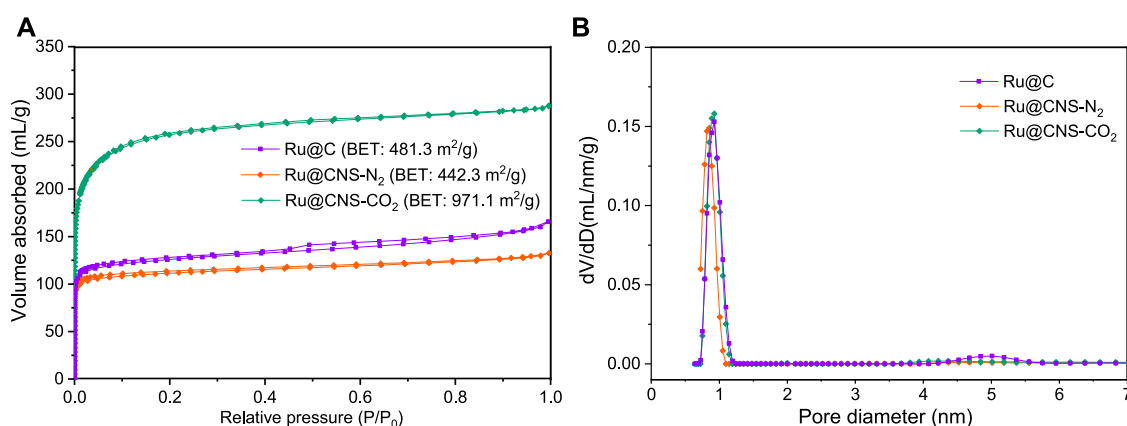 A
350
300
250
200
150
100
50
0
Volume absorbed (mL/g)
Ru@C (BET: 481.3 m²/g)
Ru@CNS-N₂ (BET: 442.3 m²/g)
Ru@CNS-CO₂ (BET: 971.1 m²/g)
0.0 0.2 0.4 0.6 0.8 1.0
Relative pressure (P/P₀)
B
0.20
0.15
0.10
0.05
0.00
dV/dD(mL/nm/g)
Ru@C
Ru@CNS-N₂
Ru@CNS-CO₂
0 1 2 3 4 5 6 7
Pore diameter (nm)